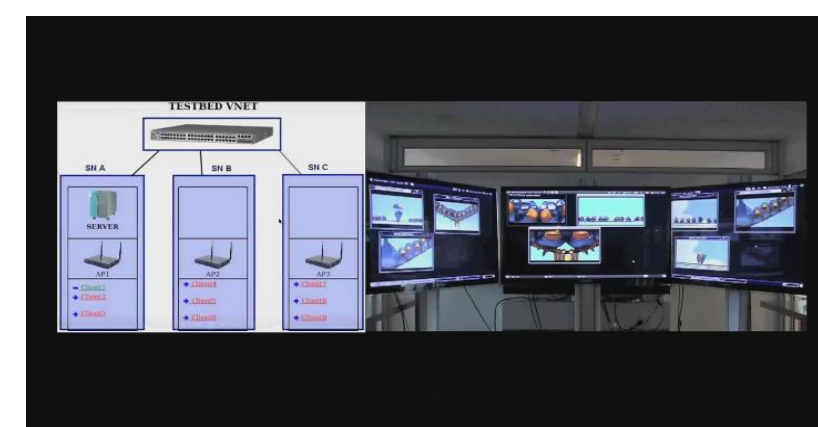 TESTBED VNET
SN A
SN B
SN C
SERVER
AP1
AP2
AP3
Client1
Client2
Client3
Client4
Client5
Client6
Client7
Client8
Client9